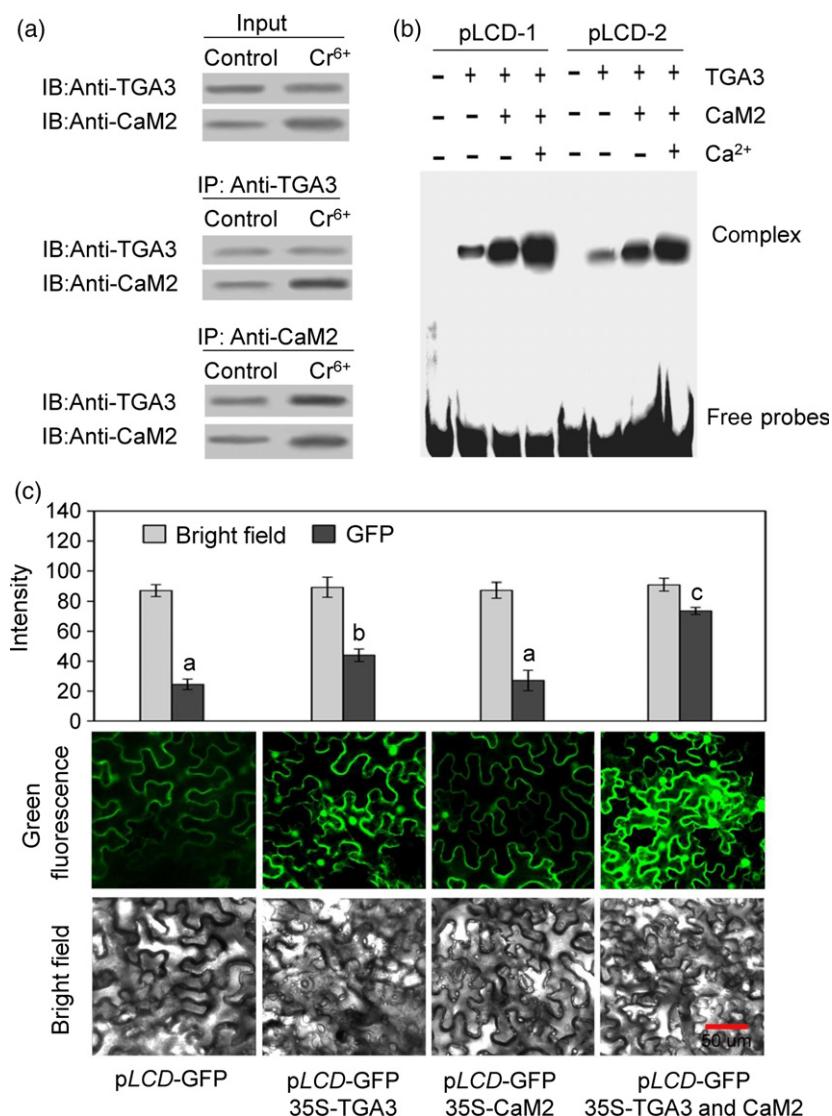 (a)
Input
Control Cr6+
IB:Anti-TGA3
IB:Anti-CaM2
IP: Anti-TGA3
Control Cr6+
IB:Anti-TGA3
IB:Anti-CaM2
IP: Anti-CaM2
Control Cr6+
IB:Anti-TGA3
IB:Anti-CaM2
(b)
pLCD-1 pLCD-2
- + + + - + + + TGA3
- - + + - - + + CaM2
- - - + - - - + Ca2+
Complex
Free probes
(c)
140
120
100
80
60
40
20
0
Intensity
Bright field GFP
a b a c
Green
fluorescence
Bright field
50 um
pLCD-GFP
pLCD-GFP
35S-TGA3
pLCD-GFP
35S-CaM2
pLCD-GFP
35S-TGA3 and CaM2